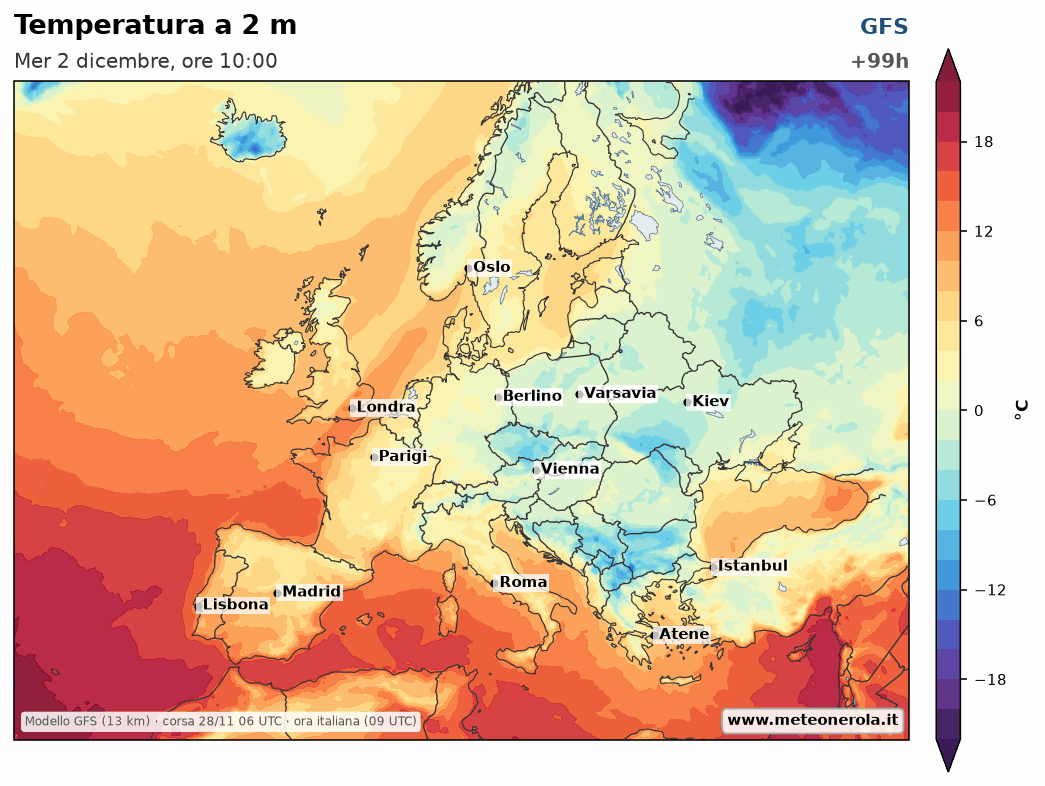 Temperatura a 2 m
GFS
Mer 2 dicembre, ore 10:00
+99h
18
12
6
0
−6
−12
−18
°C
Oslo
Londra
Berlino
Varsavia
Kiev
Parigi
Vienna
Istanbul
Roma
Madrid
Lisbona
Atene
Modello GFS (13 km) · corsa 28/11 06 UTC · ora italiana (09 UTC)
www.meteonerola.it